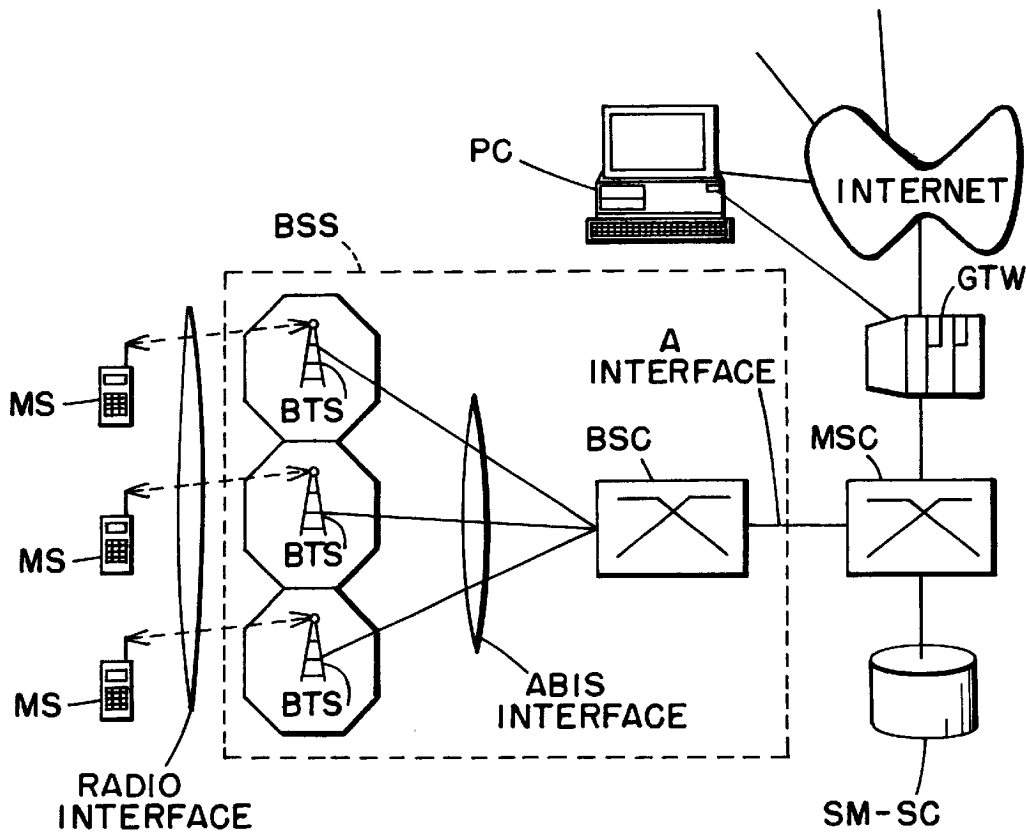 PC
INTERNET
BSS
GTW
A
INTERFACE
MS
BTS
BSC
MSC
MS
BTS
MS
BTS
ABIS
INTERFACE
RADIO
INTERFACE
SM-SC